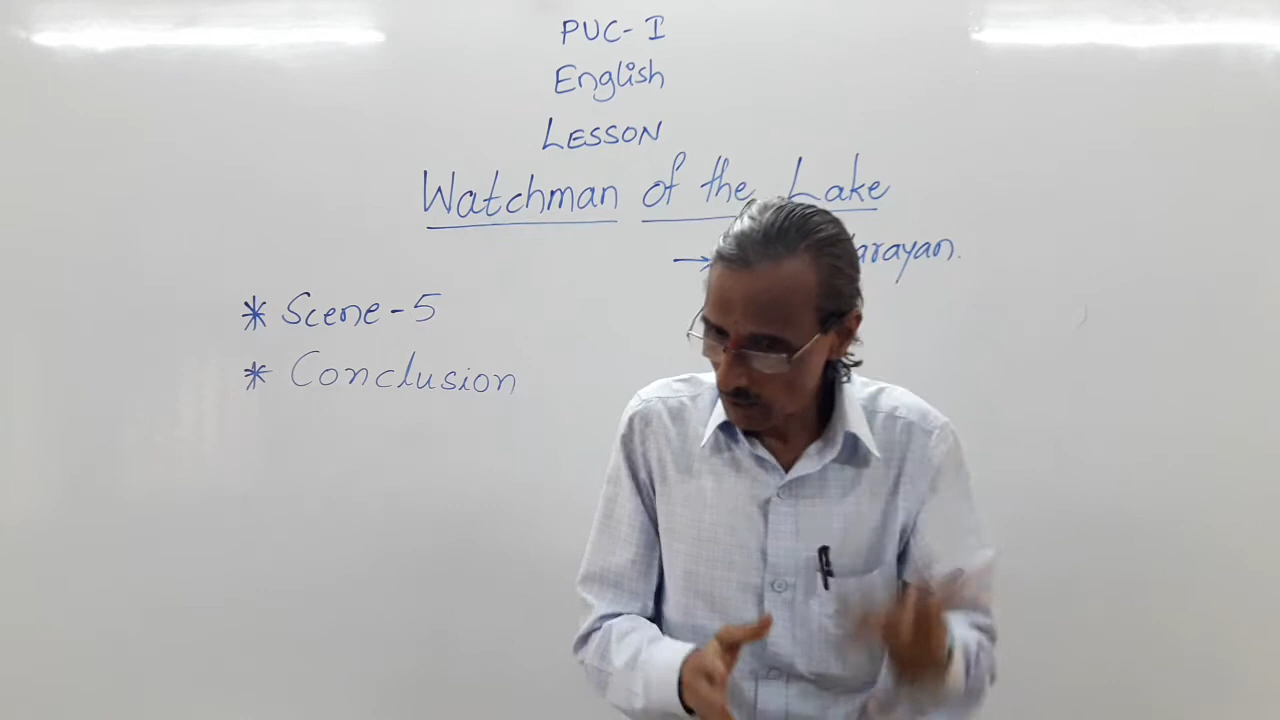 PUC-I
English
LESSON
Watchman of the Lake
→ arayan.
* Scene-5
* Conclusion